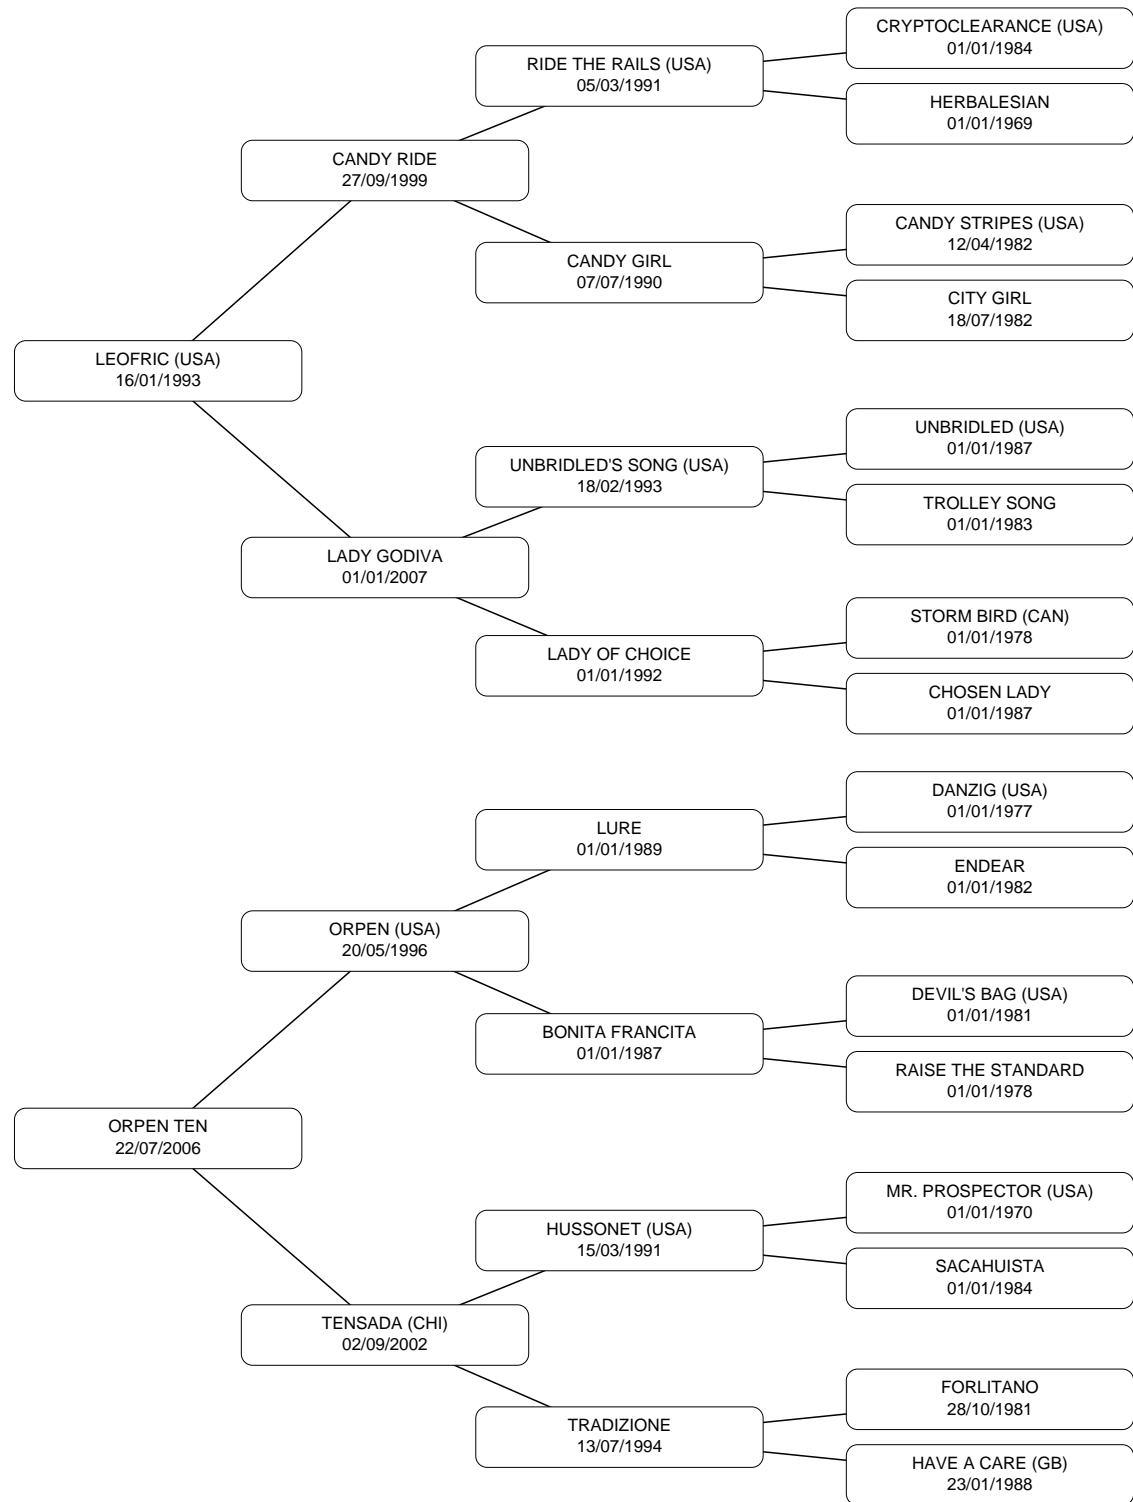 CRYPTOCLEARANCE (USA)
01/01/1984
RIDE THE RAILS (USA)
05/03/1991
HERBALESIAN
01/01/1969
CANDY RIDE
27/09/1999
CANDY STRIPES (USA)
12/04/1982
CANDY GIRL
07/07/1990
CITY GIRL
18/07/1982
LEOFRIC (USA)
16/01/1993
UNBRIDLED (USA)
01/01/1987
UNBRIDLED'S SONG (USA)
18/02/1993
TROLLEY SONG
01/01/1983
LADY GODIVA
01/01/2007
STORM BIRD (CAN)
01/01/1978
LADY OF CHOICE
01/01/1992
CHOSEN LADY
01/01/1987
DANZIG (USA)
01/01/1977
LURE
01/01/1989
ENDEAR
01/01/1982
ORPEN (USA)
20/05/1996
DEVIL'S BAG (USA)
01/01/1981
BONITA FRANCITA
01/01/1987
RAISE THE STANDARD
01/01/1978
ORPEN TEN
22/07/2006
MR. PROSPECTOR (USA)
01/01/1970
HUSSONET (USA)
15/03/1991
SACAHUISTA
01/01/1984
TENSADA (CHI)
02/09/2002
FORLITANO
28/10/1981
TRADIZIONE
13/07/1994
HAVE A CARE (GB)
23/01/1988